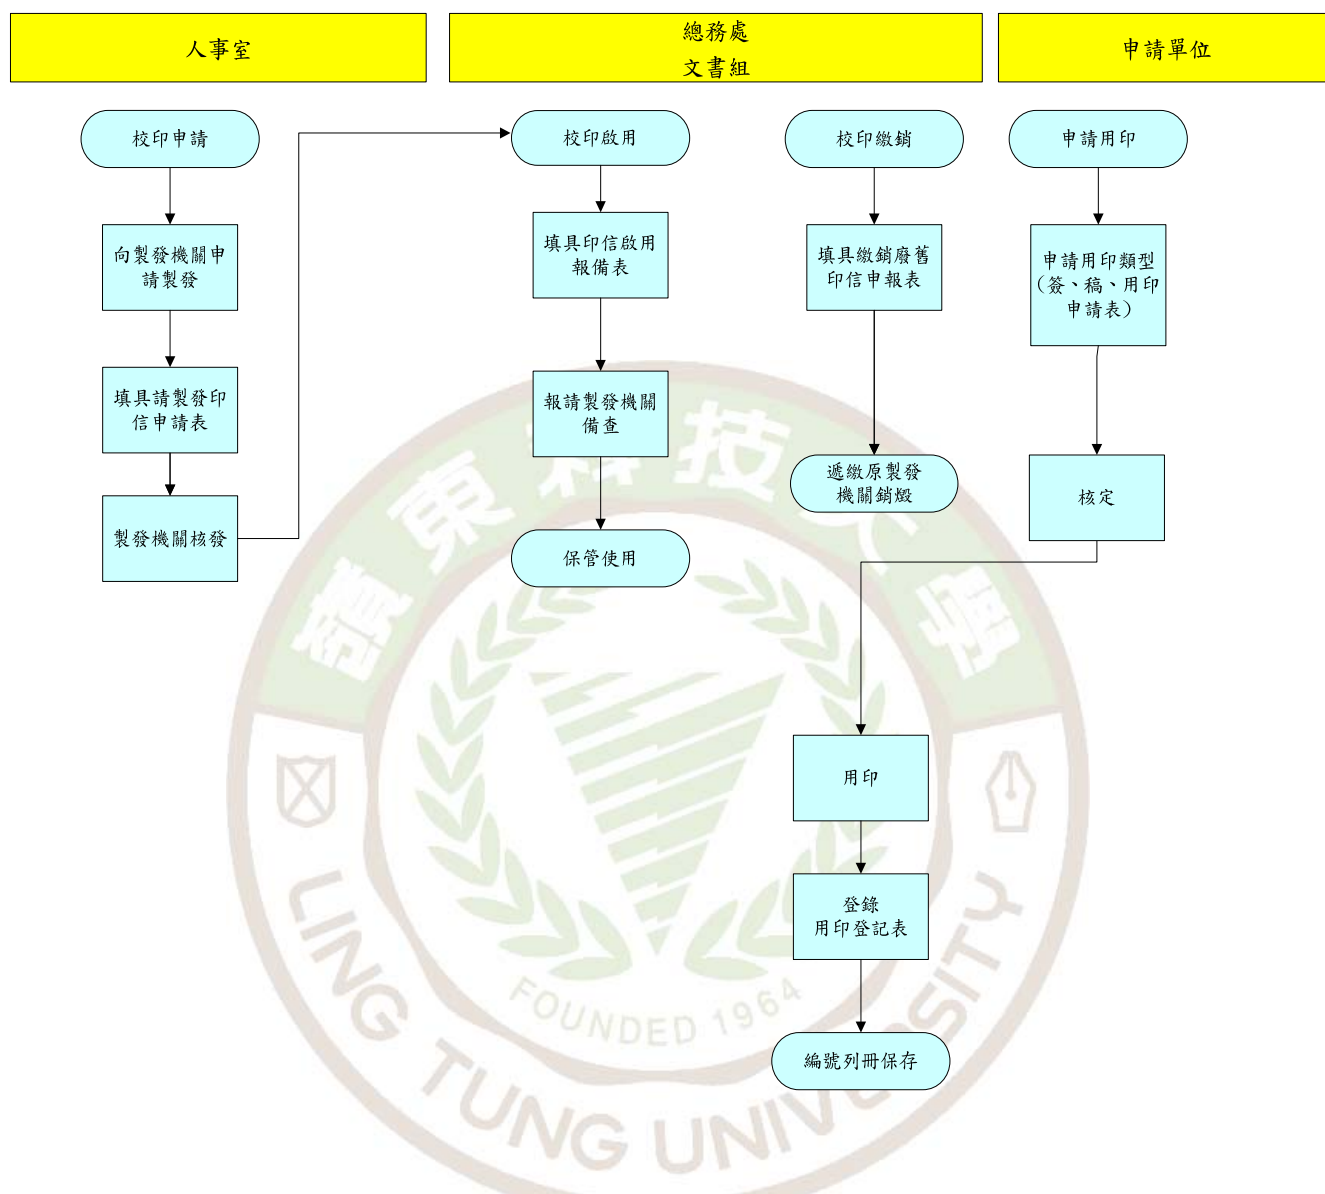 人事室
總務處
文書組
申請單位
校印申請
向製發機關申
請製發
填具請製發印
信申請表
製發機關核發
校印啟用
填具印信啟用
報備表
報請製發機關
備查
保管使用
校印繳銷
填具繳銷廢舊
印信申報表
遞繳原製發
機關銷燬
申請用印
申請用印類型
（簽、稿、用印
申請表）
核定
用印
登錄
用印登記表
編號列冊保存
嶺東科技大學
LING TUNG UNIVERSITY
FOUNDED 1964